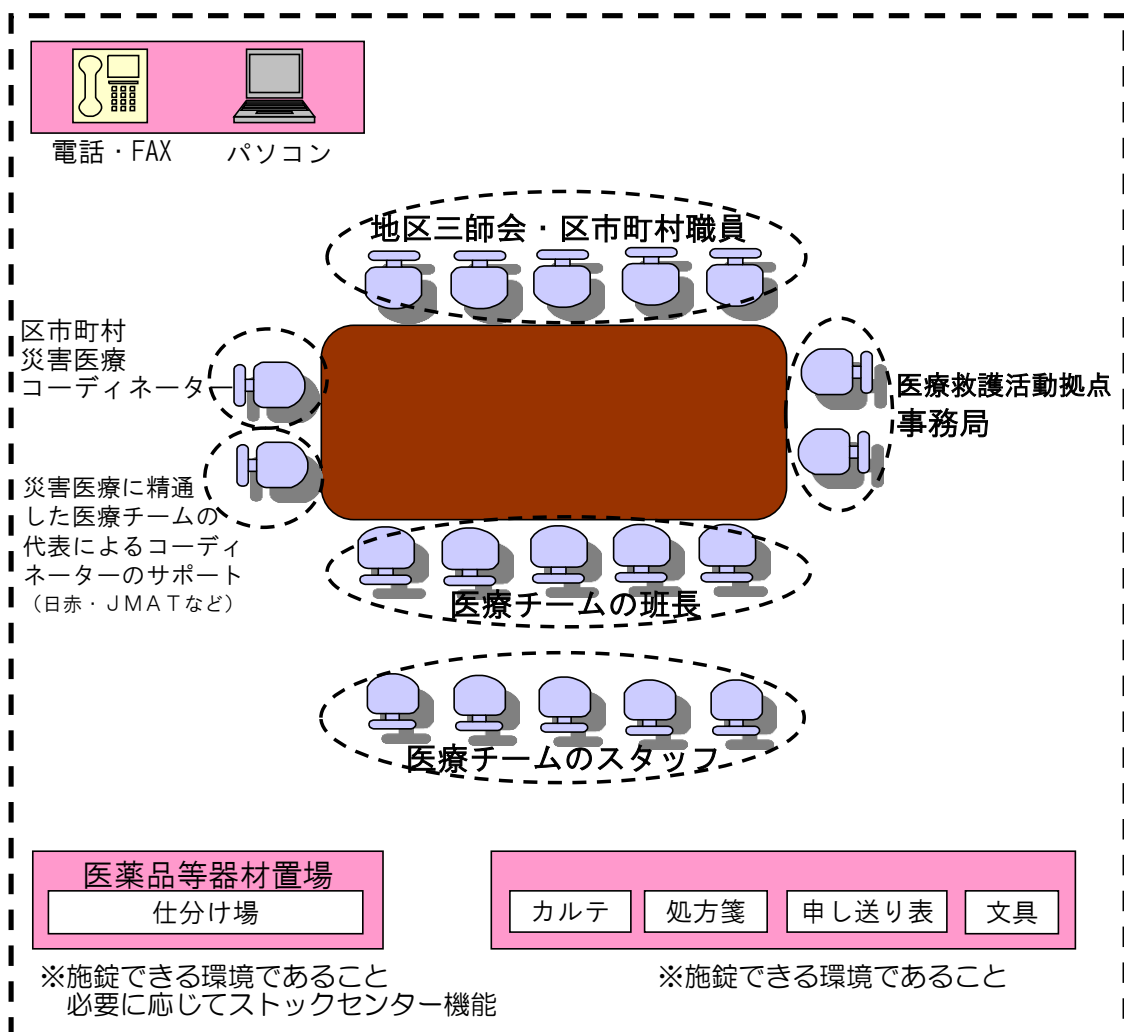 電話・FAX
パソコン
地区三師会・区市町村職員
区市町村
災害医療
コーディネーター
医療救護活動拠点
事務局
災害医療に精通
した医療チームの
代表によるコーディ
ネーターのサポート
（日赤・ＪＭＡＴなど）
医療チームの班長
医療チームのスタッフ
医薬品等器材置場
仕分け場
カルテ
処方箋
申し送り表
文具
※施錠できる環境であること
必要に応じてストックセンター機能
※施錠できる環境であること